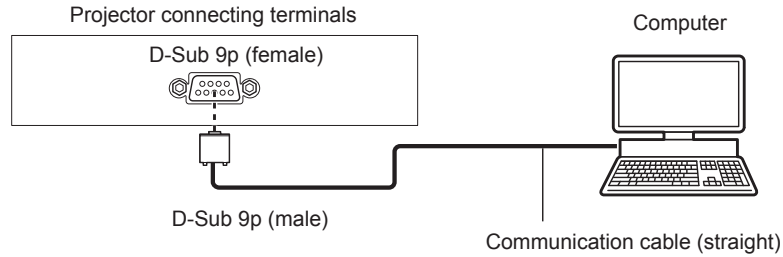 Projector connecting terminals
Computer
D-Sub 9p (female)
D-Sub 9p (male)
Communication cable (straight)